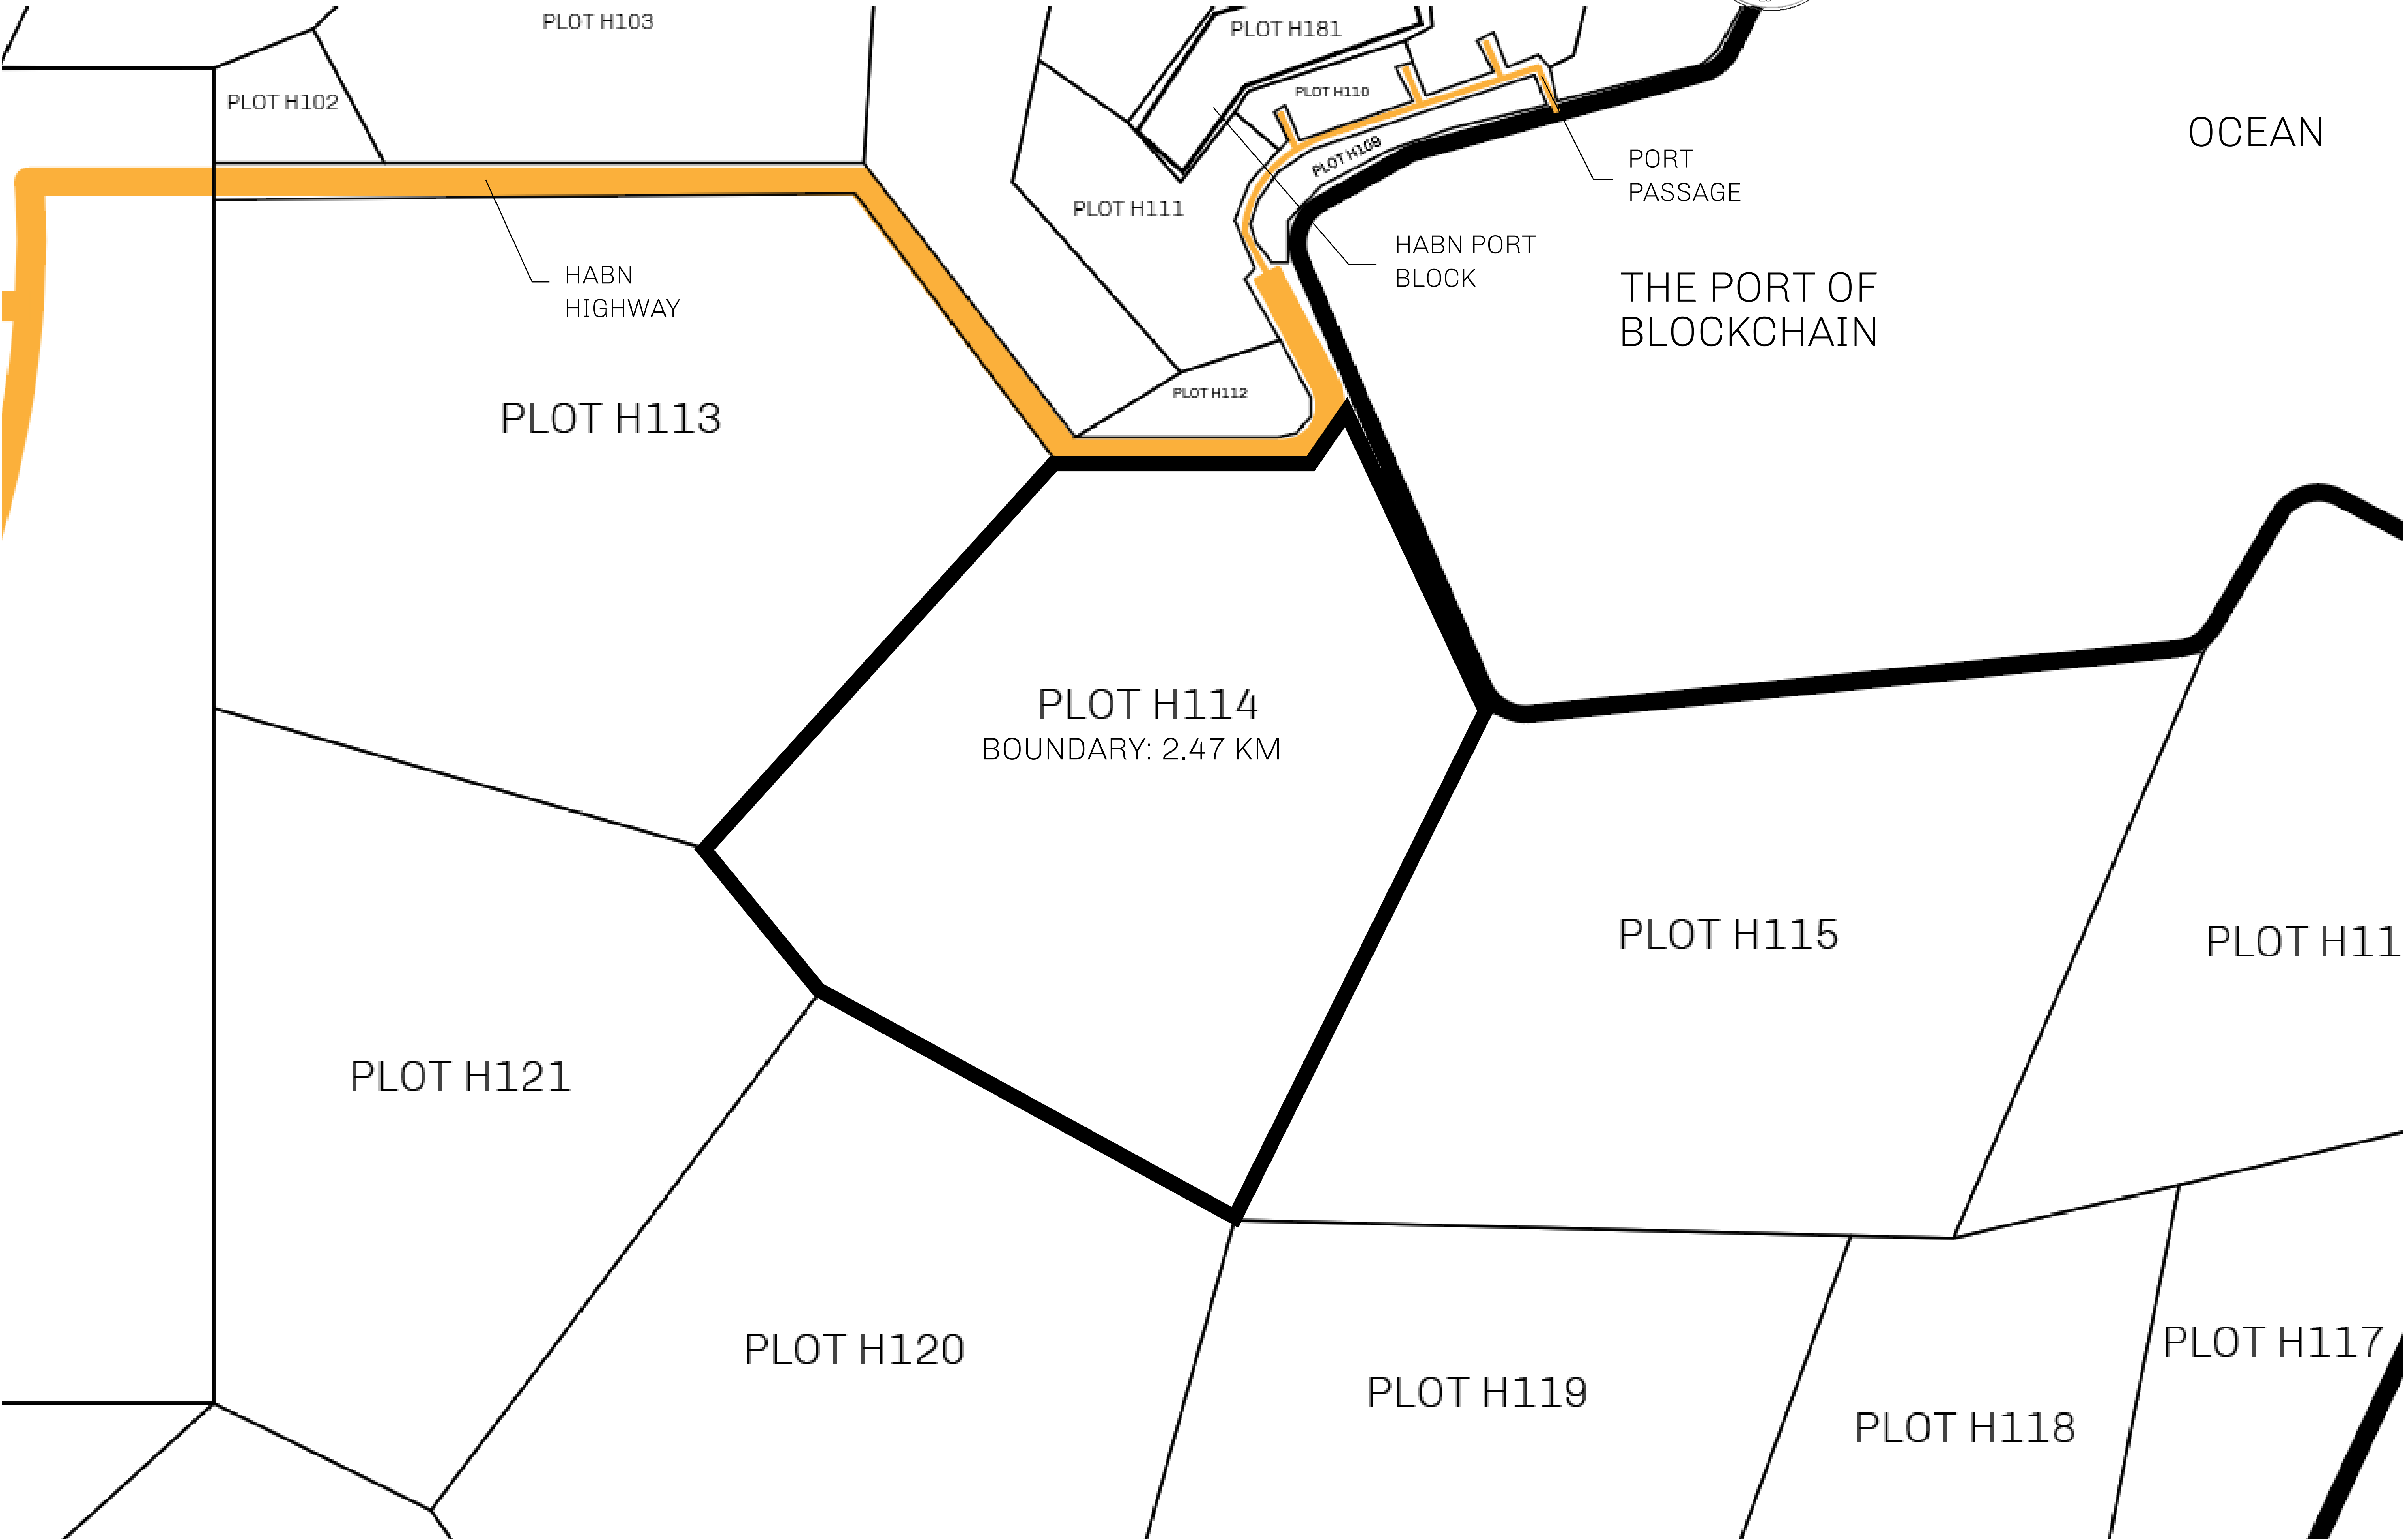 PLOT H103
PLOT H181
PLOT H102
PLOT H110
OCEAN
PLOT H109
PORT
PASSAGE
PLOT H111
HABN PORT
BLOCK
HABN
HIGHWAY
THE PORT OF
BLOCKCHAIN
PLOT H112
PLOT H113
PLOT H114
BOUNDARY: 2.47 KM
PLOT H115
PLOT H11
PLOT H121
PLOT H120
PLOT H117
PLOT H119
PLOT H118